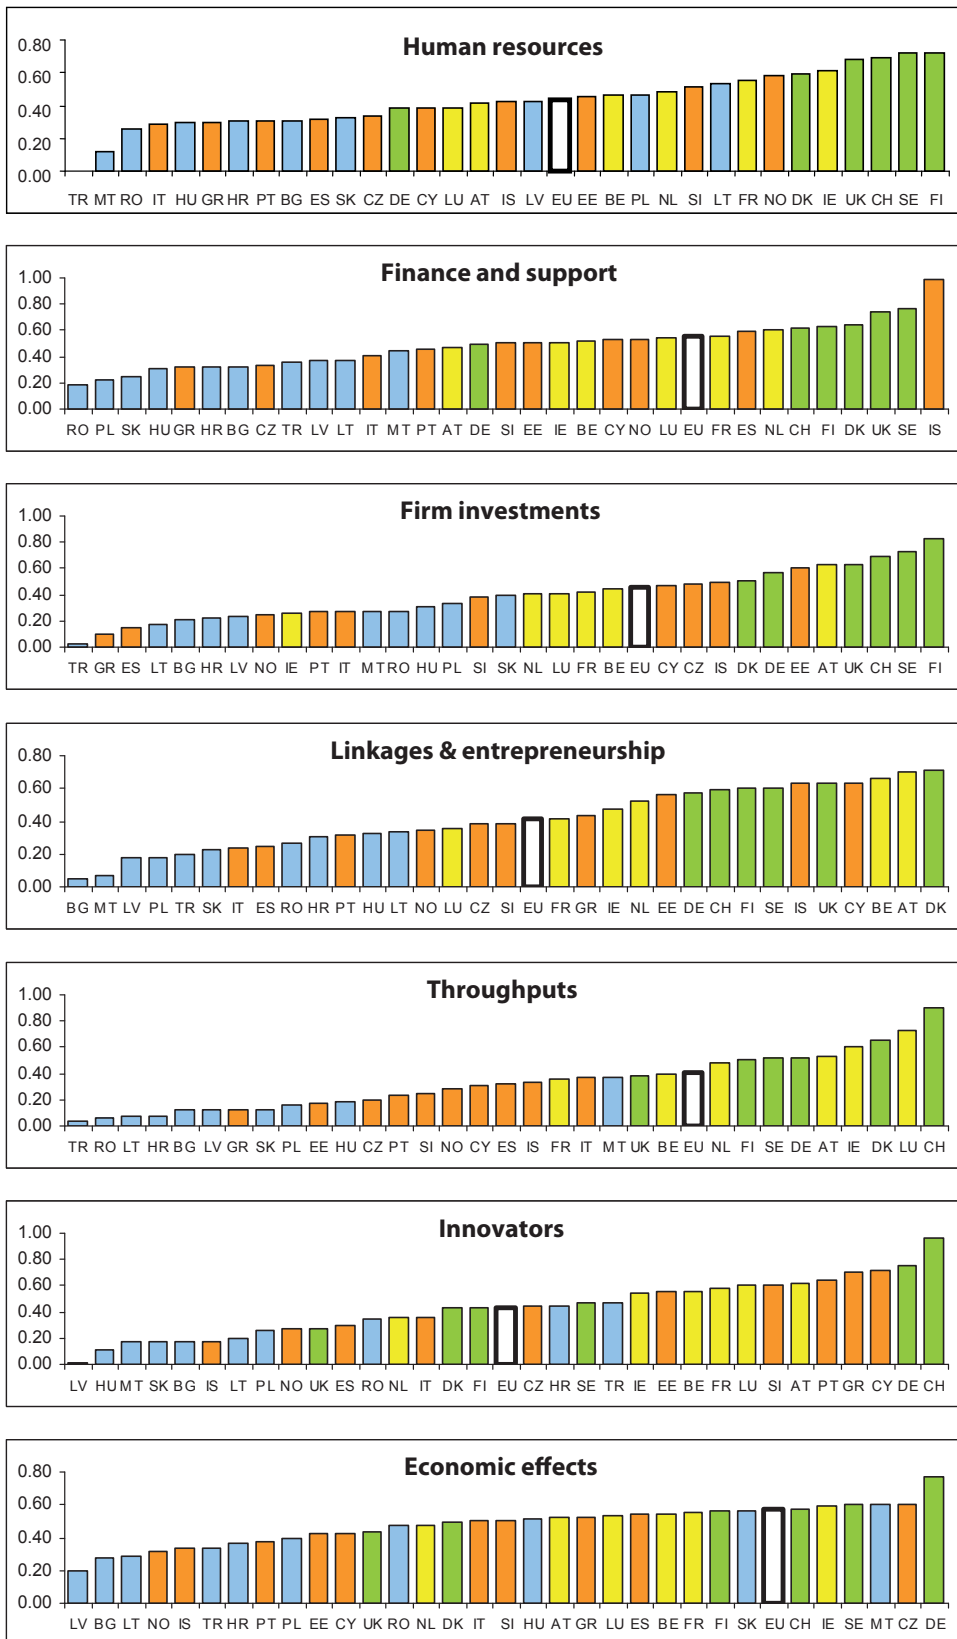 Human resources
0.80
0.60
0.40
0.20
0.00
TR MT RO IT HU GR HR PT BG ES SK CZ DE CY LU AT IS LV EU EE BE PL NL SI LT FR NO DK IE UK CH SE FI
Finance and support
1.00
0.80
0.60
0.40
0.20
0.00
RO PL SK HU GR HR BG CZ TR LV LT IT MT PT AT DE SI EE IE BE CY NO LU EU FR ES NL CH FI DK UK SE IS
Firm investments
1.00
0.80
0.60
0.40
0.20
0.00
TR GR ES LT BG HR LV NO IE PT IT MT RO HU PL SI SK NL LU FR BE EU CY CZ IS DK DE EE AT UK CH SE FI
Linkages & entrepreneurship
0.80
0.60
0.40
0.20
0.00
BG MT LV PL TR SK IT ES RO HR PT HU LT NO LU CZ SI EU FR GR IE NL EE DE CH FI SE IS UK CY BE AT DK
Throughputs
1.00
0.80
0.60
0.40
0.20
0.00
TR RO LT HR BG LV GR SK PL EE HU CZ PT SI NO CY ES IS FR IT MT UK BE EU NL FI SE DE AT IE DK LU CH
Innovators
1.00
0.80
0.60
0.40
0.20
0.00
LV HU MT SK BG IS LT PL NO UK ES RO NL IT DK FI EU CZ HR SE TR IE EE BE FR LU SI AT PT GR CY DE CH
Economic effects
0.80
0.60
0.40
0.20
0.00
LV BG LT NO IS TR HR PT PL EE CY UK RO NL DK IT SI HU AT GR LU ES BE FR FI SK EU CH IE SE MT CZ DE